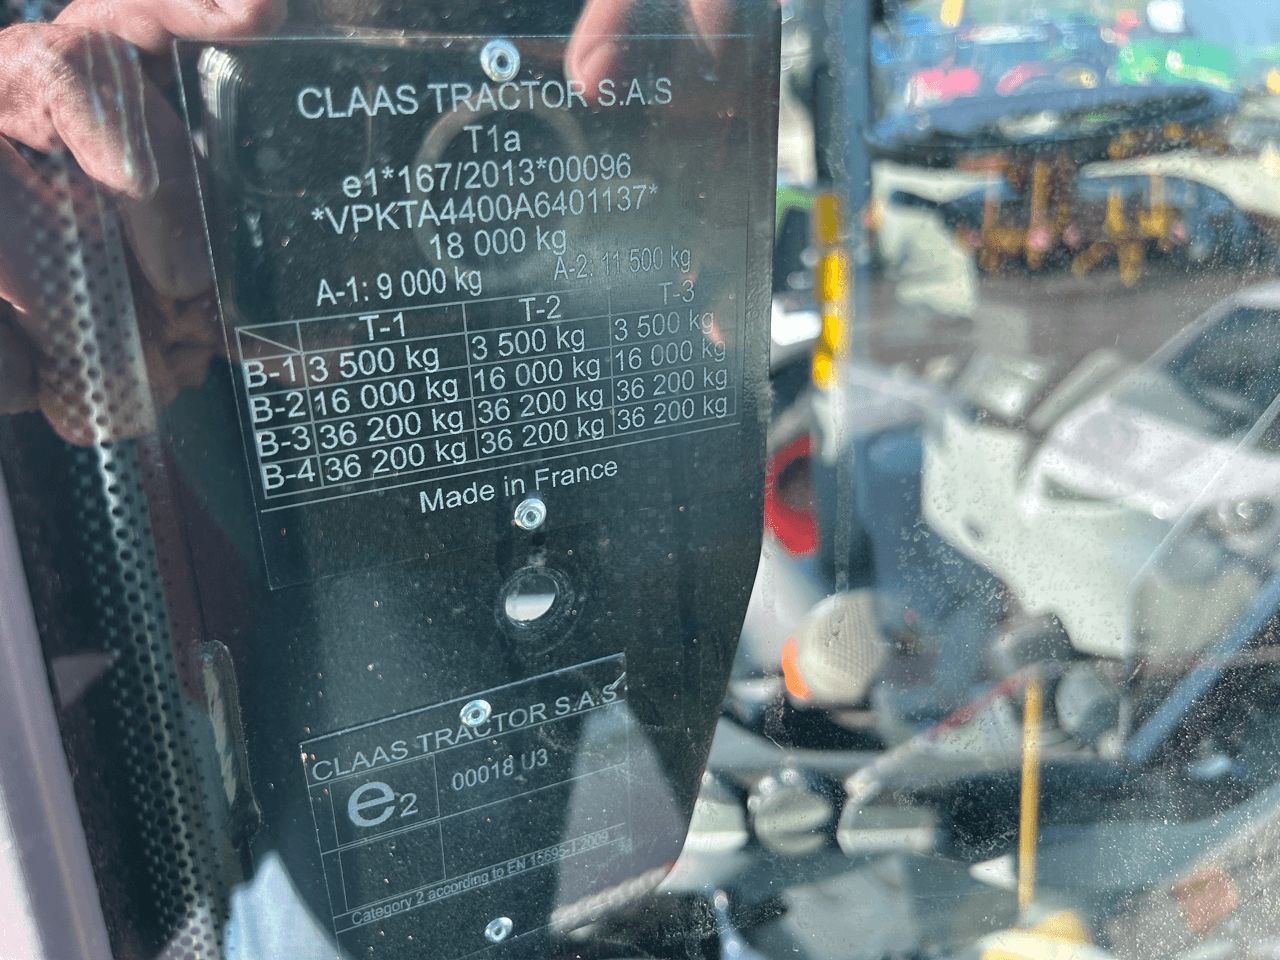 CLAAS TRACTOR S.A.S
T1a
e1*167/2013*00096
*VPKTA4400A6401137*
18 000 kg
A-1: 9 000 kg A-2: 11 500 kg
T-1 T-2 T-3
B-1 3 500 kg 3 500 kg 3 500 kg
B-2 16 000 kg 16 000 kg 16 000 kg
B-3 36 200 kg 36 200 kg 36 200 kg
B-4 36 200 kg 36 200 kg 36 200 kg
Made in France
CLAAS TRACTOR S.A.S
e2 00018 U3
Category 2 according to EN 15695-1:2009